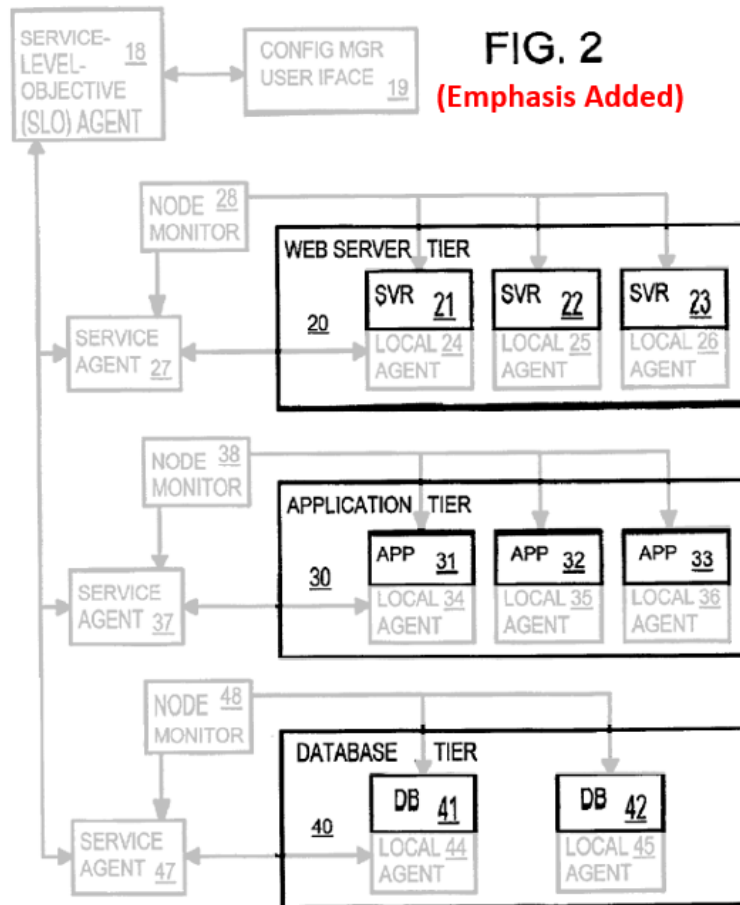 SERVICE-
LEVEL-
OBJECTIVE
(SLO) AGENT
18
CONFIG MGR
USER IFACE
19
FIG. 2
(Emphasis Added)
NODE
MONITOR
28
WEB SERVER TIER
SVR 21
SVR 22
SVR 23
20
LOCAL 24
AGENT
LOCAL 25
AGENT
LOCAL 26
AGENT
SERVICE
AGENT 27
NODE 38
MONITOR
APPLICATION TIER
APP 31
APP 32
APP 33
30
LOCAL 34
AGENT
LOCAL 35
AGENT
LOCAL 36
AGENT
SERVICE
AGENT 37
NODE 48
MONITOR
DATABASE TIER
DB 41
DB 42
40
LOCAL 44
AGENT
LOCAL 45
AGENT
SERVICE
AGENT 47